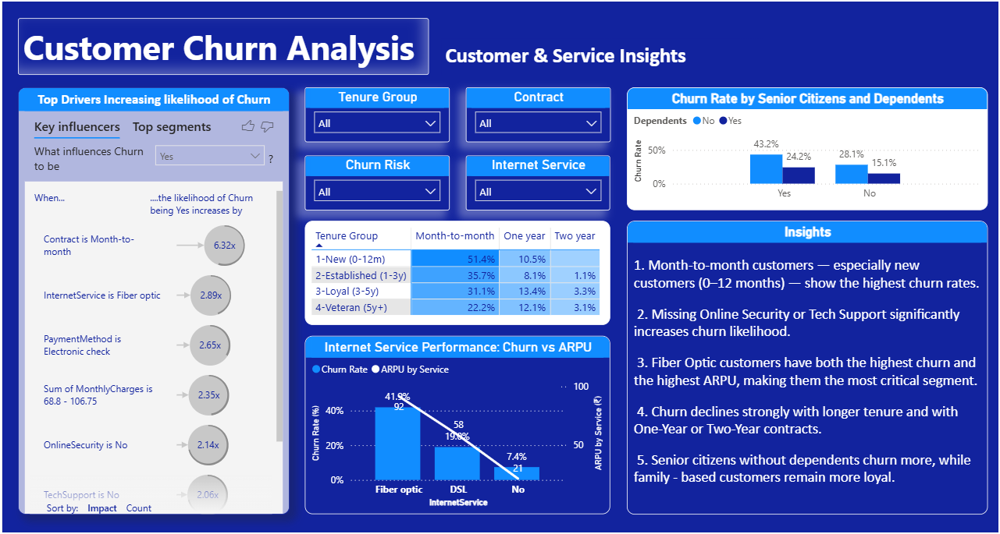 Customer Churn Analysis
Customer & Service Insights
Top Drivers Increasing likelihood of Churn
Key influencers Top segments
What influences Churn
to be
Yes
?
When...
....the likelihood of Churn
being Yes increases by
Contract is Month-to-
month
6.32x
InternetService is Fiber optic
2.89x
PaymentMethod is
Electronic check
2.65x
Sum of MonthlyCharges is
68.8 - 106.75
2.35x
OnlineSecurity is No
2.14x
TechSupport is No
2.06x
Sort by: Impact Count
Tenure Group
All
Contract
All
Churn Risk
All
Internet Service
All
Tenure Group Month-to-month One year Two year
1-New (0-12m) 51.4% 10.5%
2-Established (1-3y) 35.7% 8.1% 1.1%
3-Loyal (3-5y) 31.1% 13.4% 3.3%
4-Veteran (5y+) 22.2% 12.1% 3.1%
Internet Service Performance: Churn vs ARPU
Churn Rate ARPU by Service
Churn Rate (%)
40%
20%
0%
41.9%
92
58
19.0%
7.4%
21
100
50
ARPU by Service (₹)
Fiber optic DSL No
InternetService
Churn Rate by Senior Citizens and Dependents
Dependents No Yes
Churn Rate
50%
0%
43.2%
24.2%
28.1%
15.1%
Yes No
Insights
1. Month-to-month customers — especially new
customers (0–12 months) — show the highest churn rates.
2. Missing Online Security or Tech Support significantly
increases churn likelihood.
3. Fiber Optic customers have both the highest churn and
the highest ARPU, making them the most critical segment.
4. Churn declines strongly with longer tenure and with
One-Year or Two-Year contracts.
5. Senior citizens without dependents churn more, while
family - based customers remain more loyal.